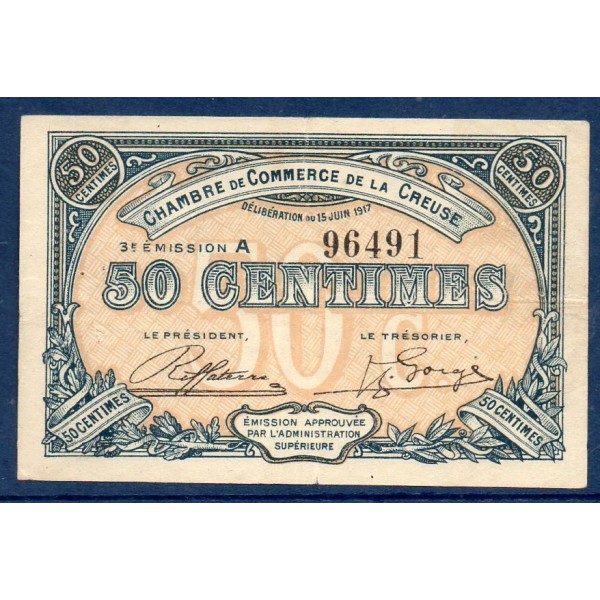 50 CENTIMES
50 CENTIMES
CHAMBRE DE COMMERCE DE LA CREUSE
DÉLIBÉRATION DU 15 JUIN 1917
3E ÉMISSION A 96491
50 C.
50 CENTIMES
LE PRÉSIDENT, LE TRÉSORIER,
50 CENTIMES
50 CENTIMES
ÉMISSION APPROUVÉE
PAR L'ADMINISTRATION
SUPÉRIEURE